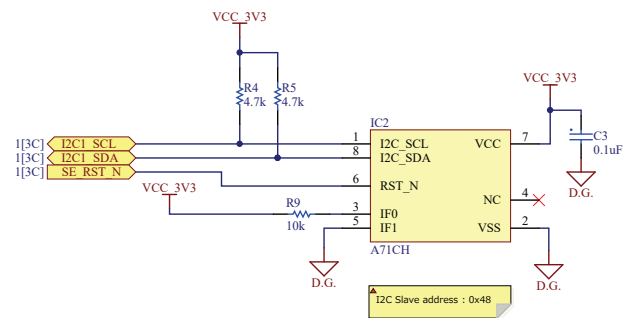 VCC_3V3
R4
4.7k
R5
4.7k
VCC_3V3
IC2
C3
0.1uF
1[3C] I2C1_SCL 1 I2C_SCL VCC 7
1[3C] I2C1_SDA 8 I2C_SDA
1[3C] SE_RST_N 6 RST_N
D.G.
VCC_3V3
R9
10k
3 IF0 NC 4
5 IF1 VSS 2
A71CH
D.G.
D.G.
I2C Slave address : 0x48